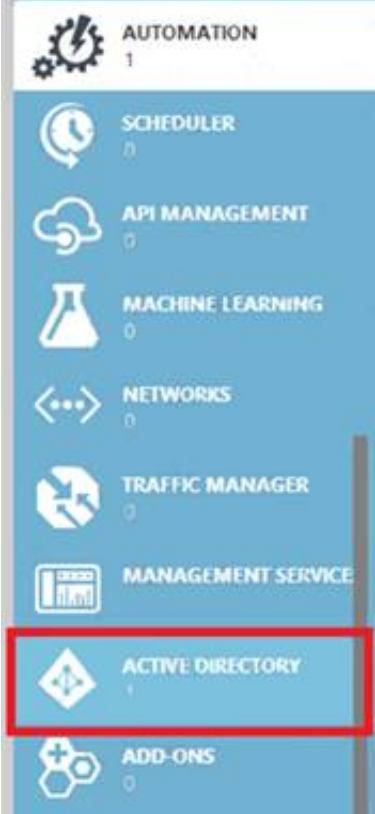 AUTOMATION
1
SCHEDULER
0
API MANAGEMENT
0
MACHINE LEARNING
0
NETWORKS
0
TRAFFIC MANAGER
0
MANAGEMENT SERVICE
ACTIVE DIRECTORY
1
ADD-ONS
0